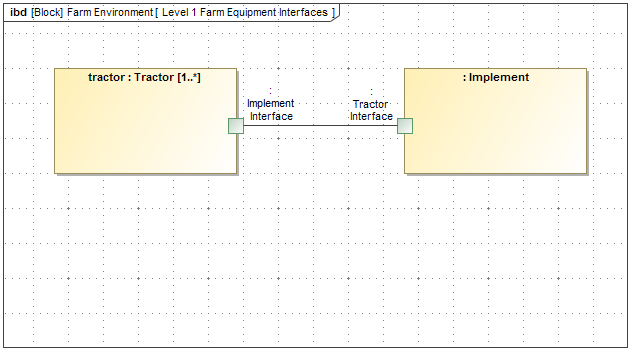 ibd [Block] Farm Environment [ Level 1 Farm Equipment Interfaces ]
tractor : Tractor [1..*]
:
Implement
Interface
:
Tractor
Interface
: Implement